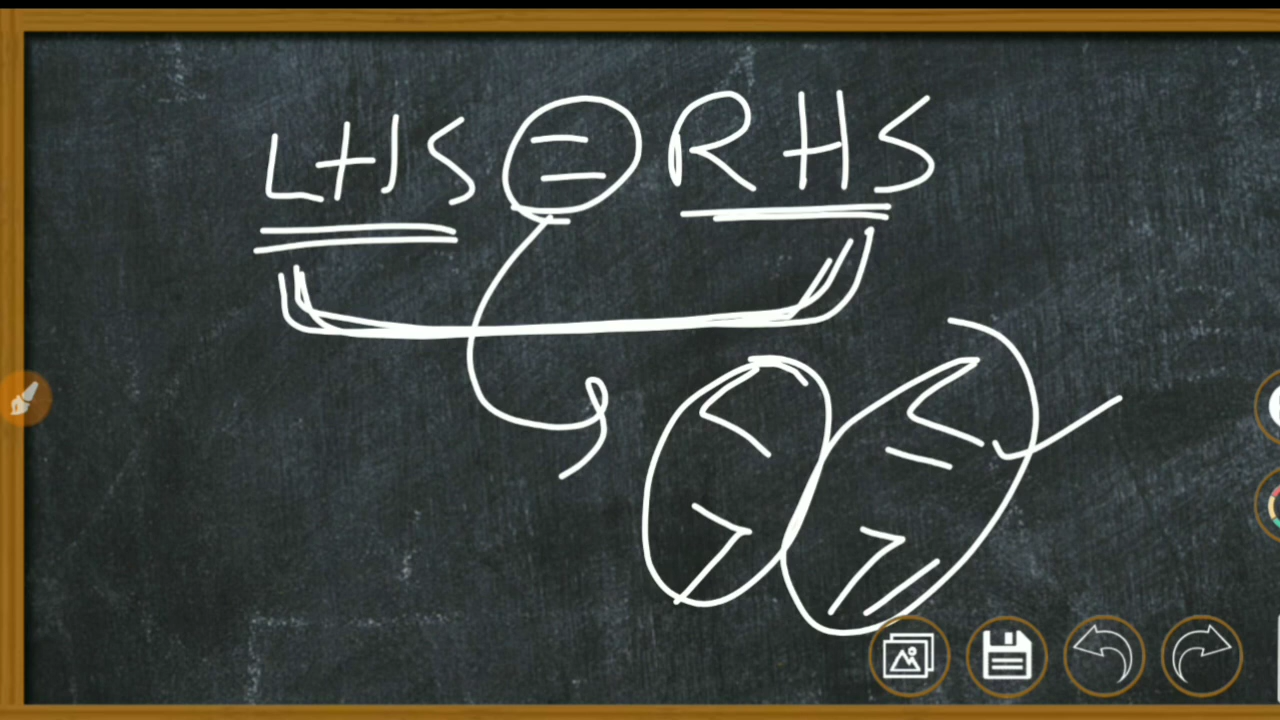 LHS = RHS
< ≤
> ≥